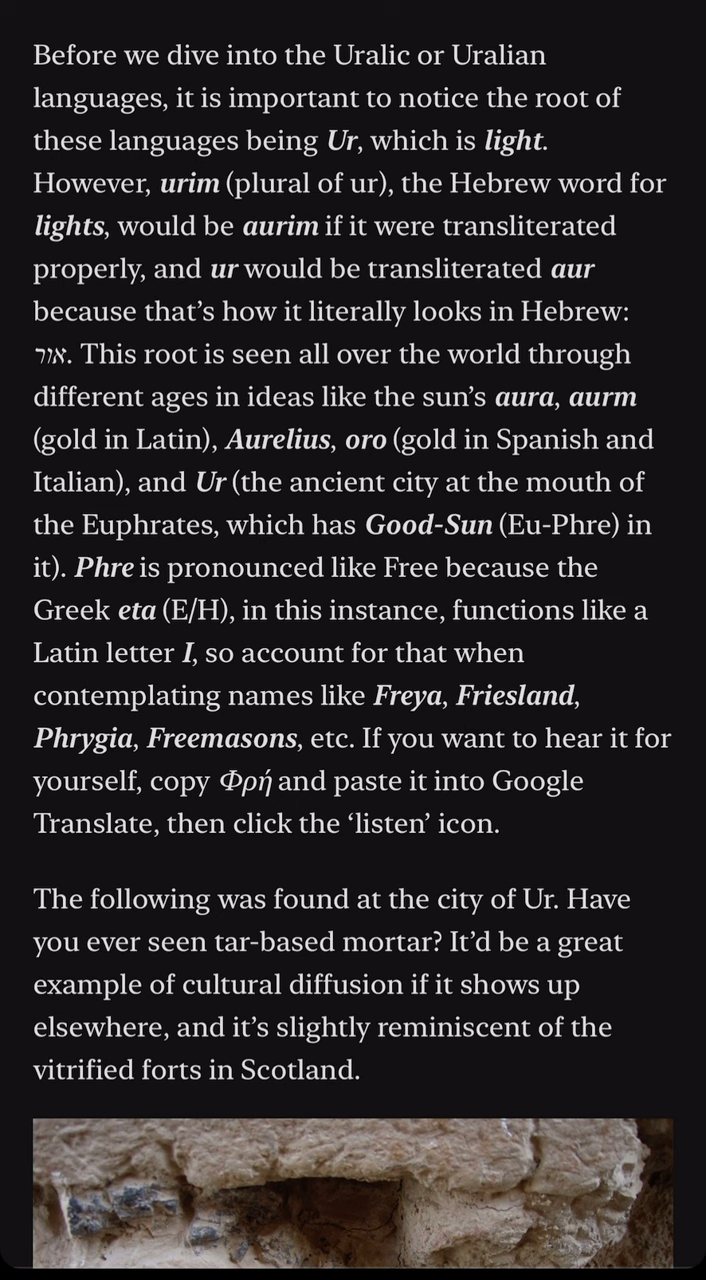 Before we dive into the Uralic or Uralian
languages, it is important to notice the root of
these languages being Ur, which is light.
However, urim (plural of ur), the Hebrew word for
lights, would be aurim if it were transliterated
properly, and ur would be transliterated aur
because that’s how it literally looks in Hebrew:
אור. This root is seen all over the world through
different ages in ideas like the sun’s aura, aurm
(gold in Latin), Aurelius, oro (gold in Spanish and
Italian), and Ur (the ancient city at the mouth of
the Euphrates, which has Good-Sun (Eu-Phre) in
it). Phre is pronounced like Free because the
Greek eta (E/H), in this instance, functions like a
Latin letter I, so account for that when
contemplating names like Freya, Friesland,
Phrygia, Freemasons, etc. If you want to hear it for
yourself, copy Φρή and paste it into Google
Translate, then click the ‘listen’ icon.
The following was found at the city of Ur. Have
you ever seen tar-based mortar? It’d be a great
example of cultural diffusion if it shows up
elsewhere, and it’s slightly reminiscent of the
vitrified forts in Scotland.